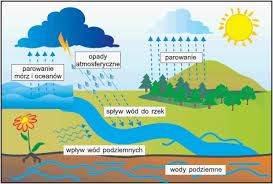 opady
atmosferyczne
parowanie
parowanie
mórz i oceanów
spływ wód do rzek
wpływ wód podziemnych
wody podziemne